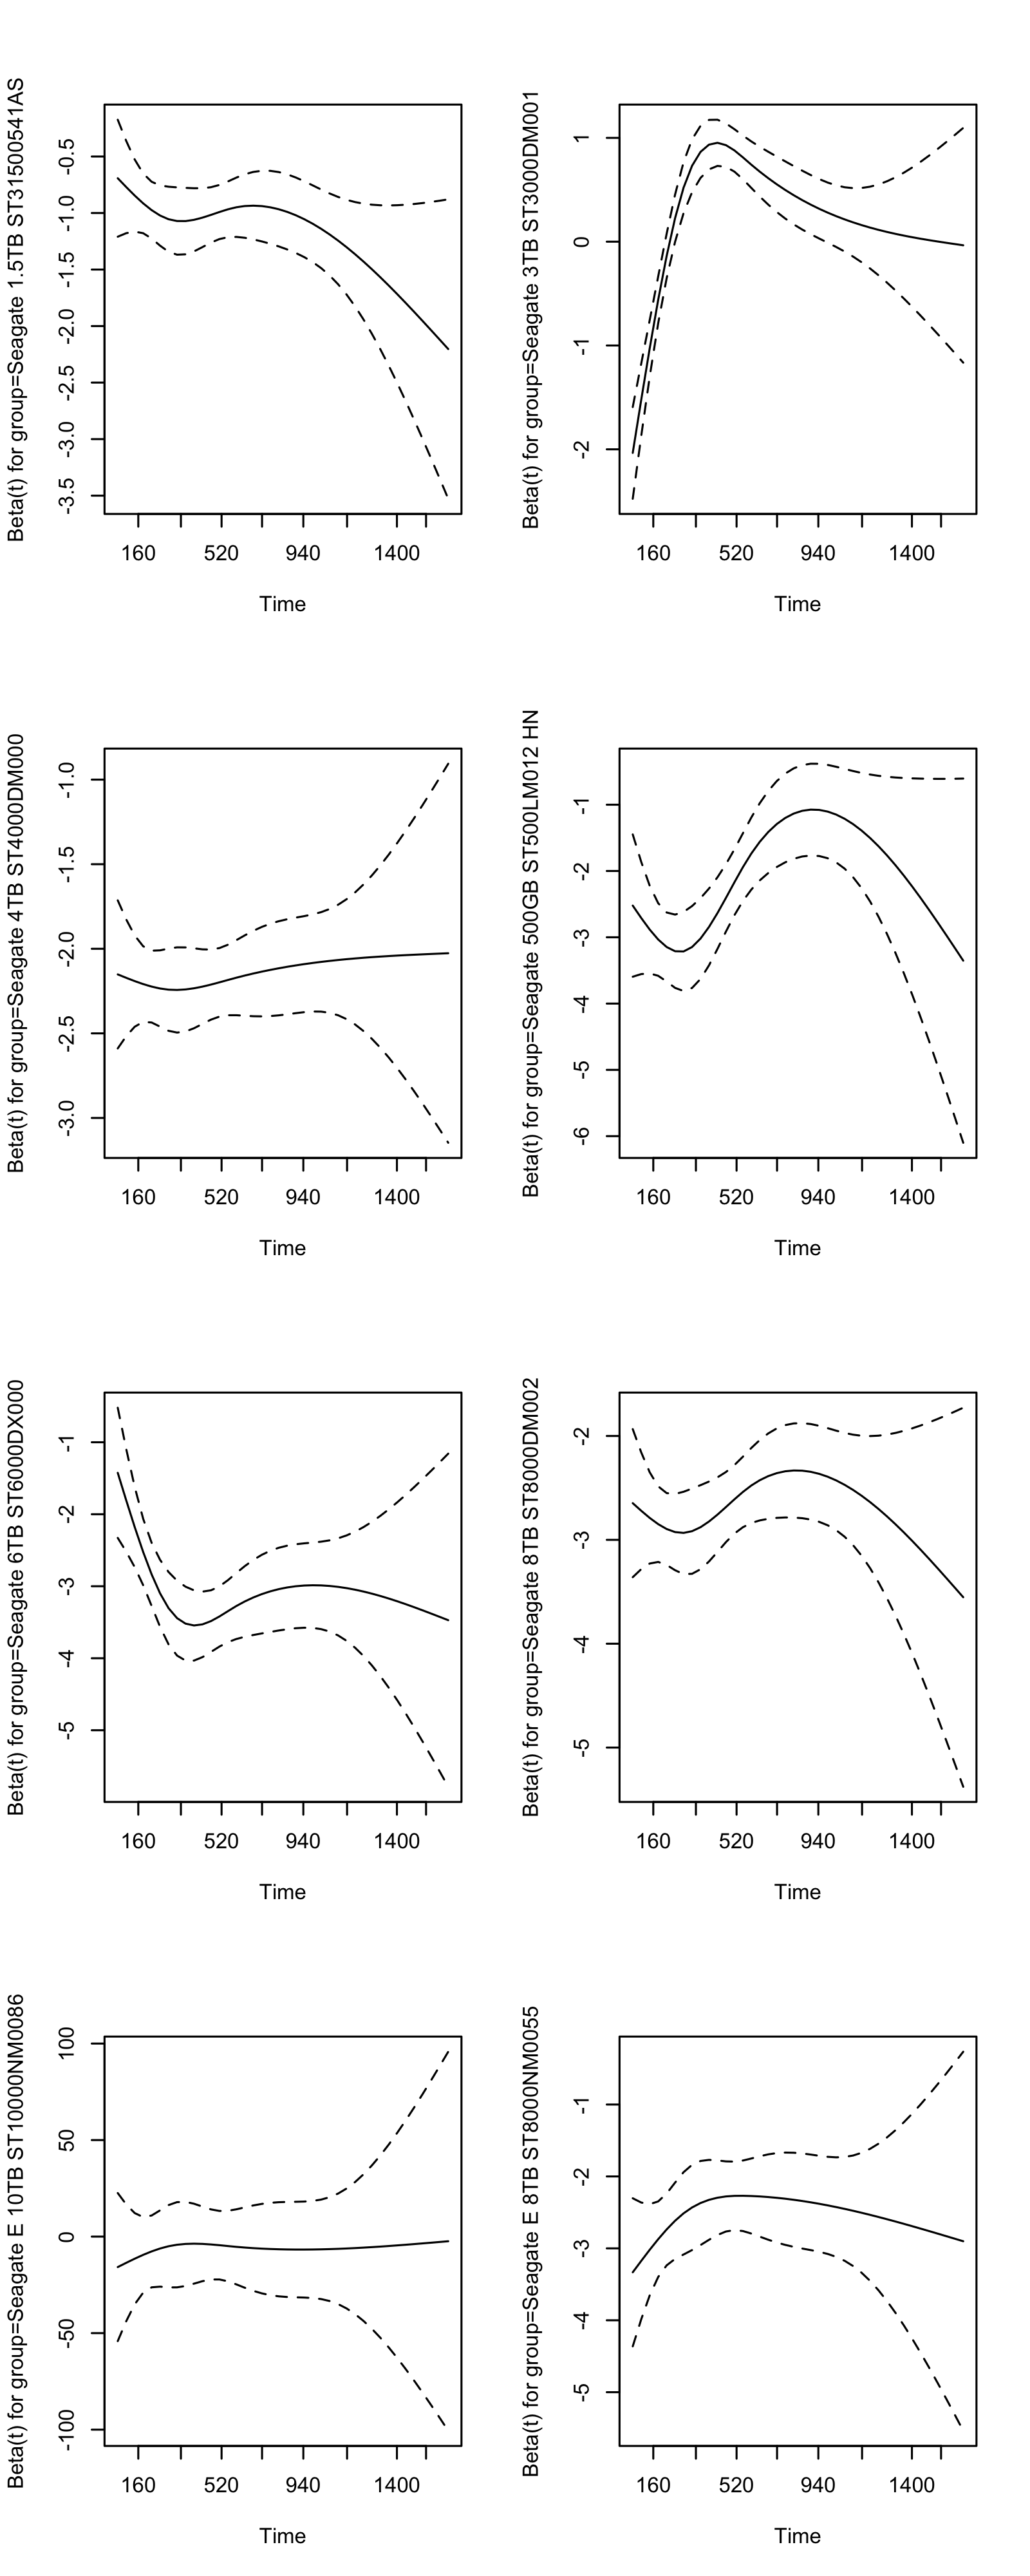 Beta(t) for group=Seagate 1.5TB ST31500541AS
-0.5
-1.0
-1.5
-2.0
-2.5
-3.0
-3.5
160 520 940 1400
Time
Beta(t) for group=Seagate 3TB ST3000DM001
1
0
-1
-2
160 520 940 1400
Time
Beta(t) for group=Seagate 4TB ST4000DM000
-1.0
-1.5
-2.0
-2.5
-3.0
160 520 940 1400
Time
Beta(t) for group=Seagate 500GB ST500LM012 HN
-1
-2
-3
-4
-5
-6
160 520 940 1400
Time
Beta(t) for group=Seagate 6TB ST6000DX000
-1
-2
-3
-4
-5
160 520 940 1400
Time
Beta(t) for group=Seagate 8TB ST8000DM002
-2
-3
-4
-5
160 520 940 1400
Time
Beta(t) for group=Seagate E 10TB ST10000NM0086
100
50
0
-50
-100
160 520 940 1400
Time
Beta(t) for group=Seagate E 8TB ST8000NM0055
-1
-2
-3
-4
-5
160 520 940 1400
Time